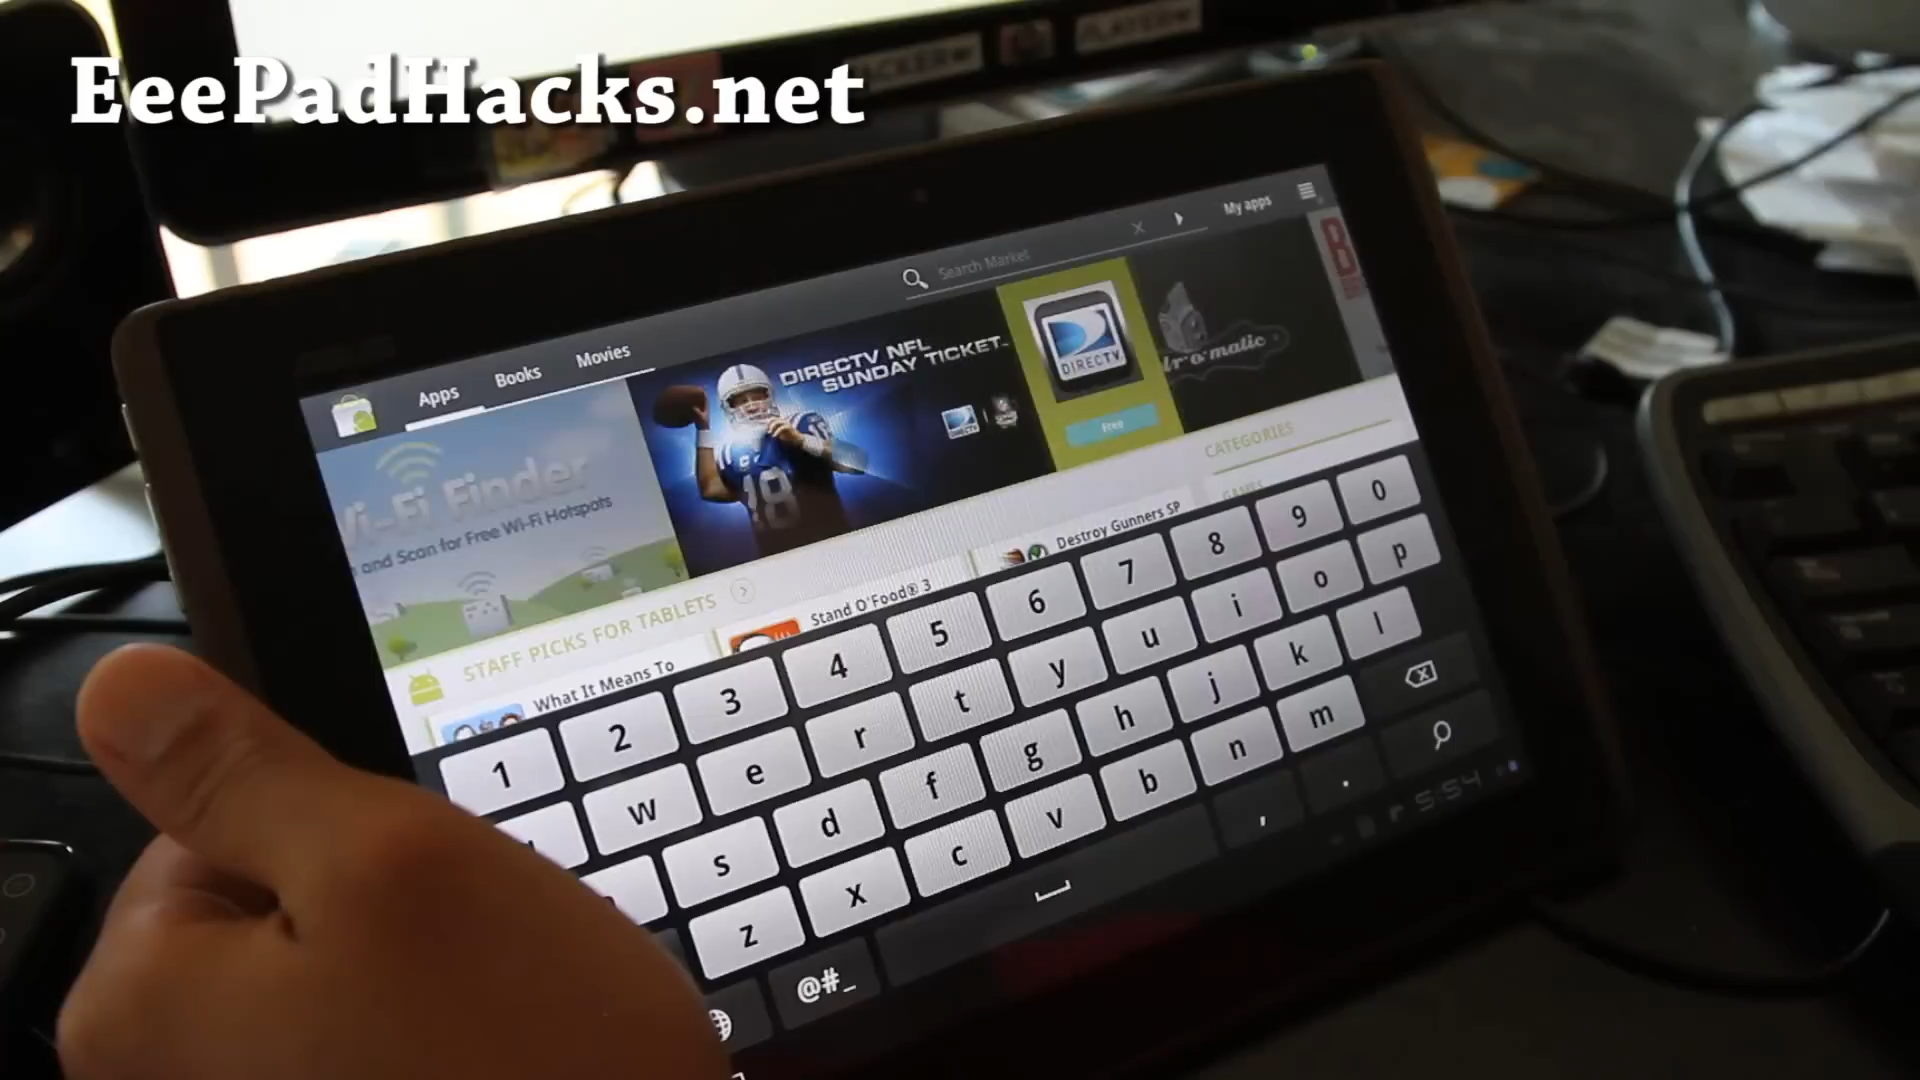 EeePadHacks.net
My apps
Search Market
Apps
Books
Movies
DIRECTV NFL
SUNDAY TICKET
DIRECTV
Free
Wi-Fi Finder
and Scan for Free Wi-Fi Hotspots
CATEGORIES
GAMES
STAFF PICKS FOR TABLETS
What It Means To
Stand O'Food® 3
Destroy Gunners SP
18
1 2 3 4 5 6 7 8 9 0
w e r t y u i o p
s d f g h j k l
z x c v b n m , .
@#_
5:54